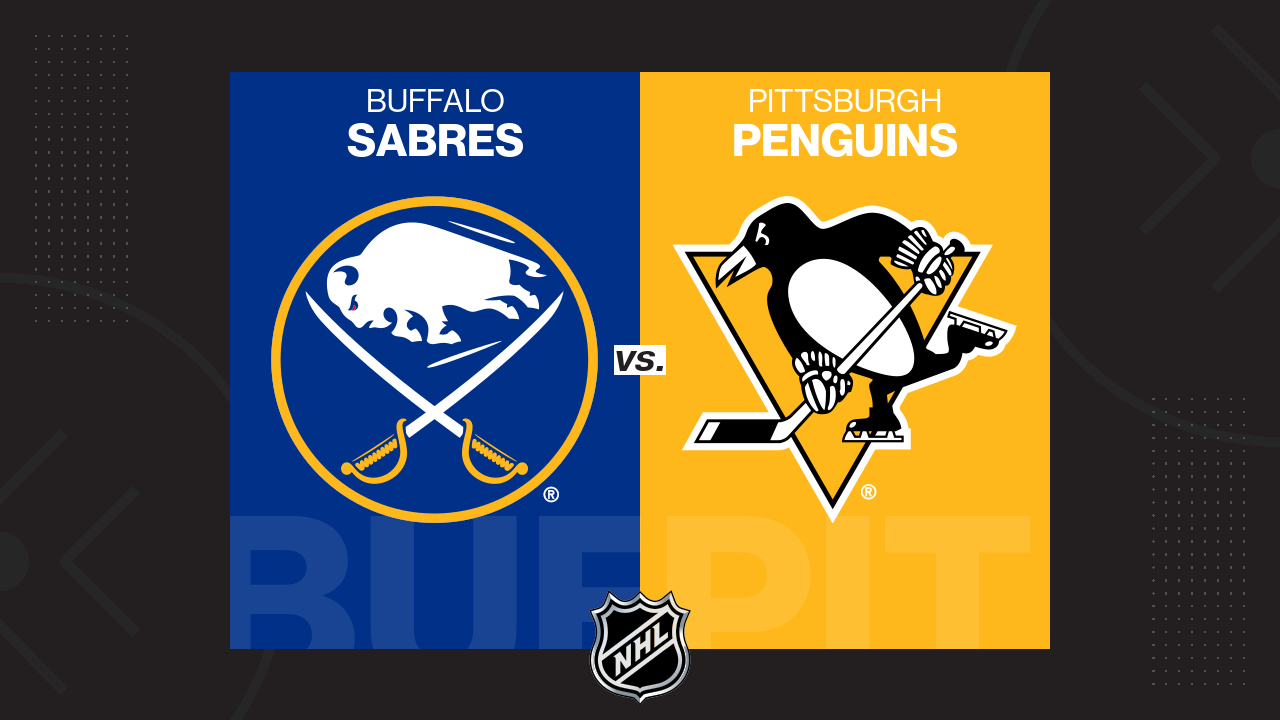 BUFFALO
SABRES
PITTSBURGH
PENGUINS
vs.
®
®
BUF
PIT
NHL